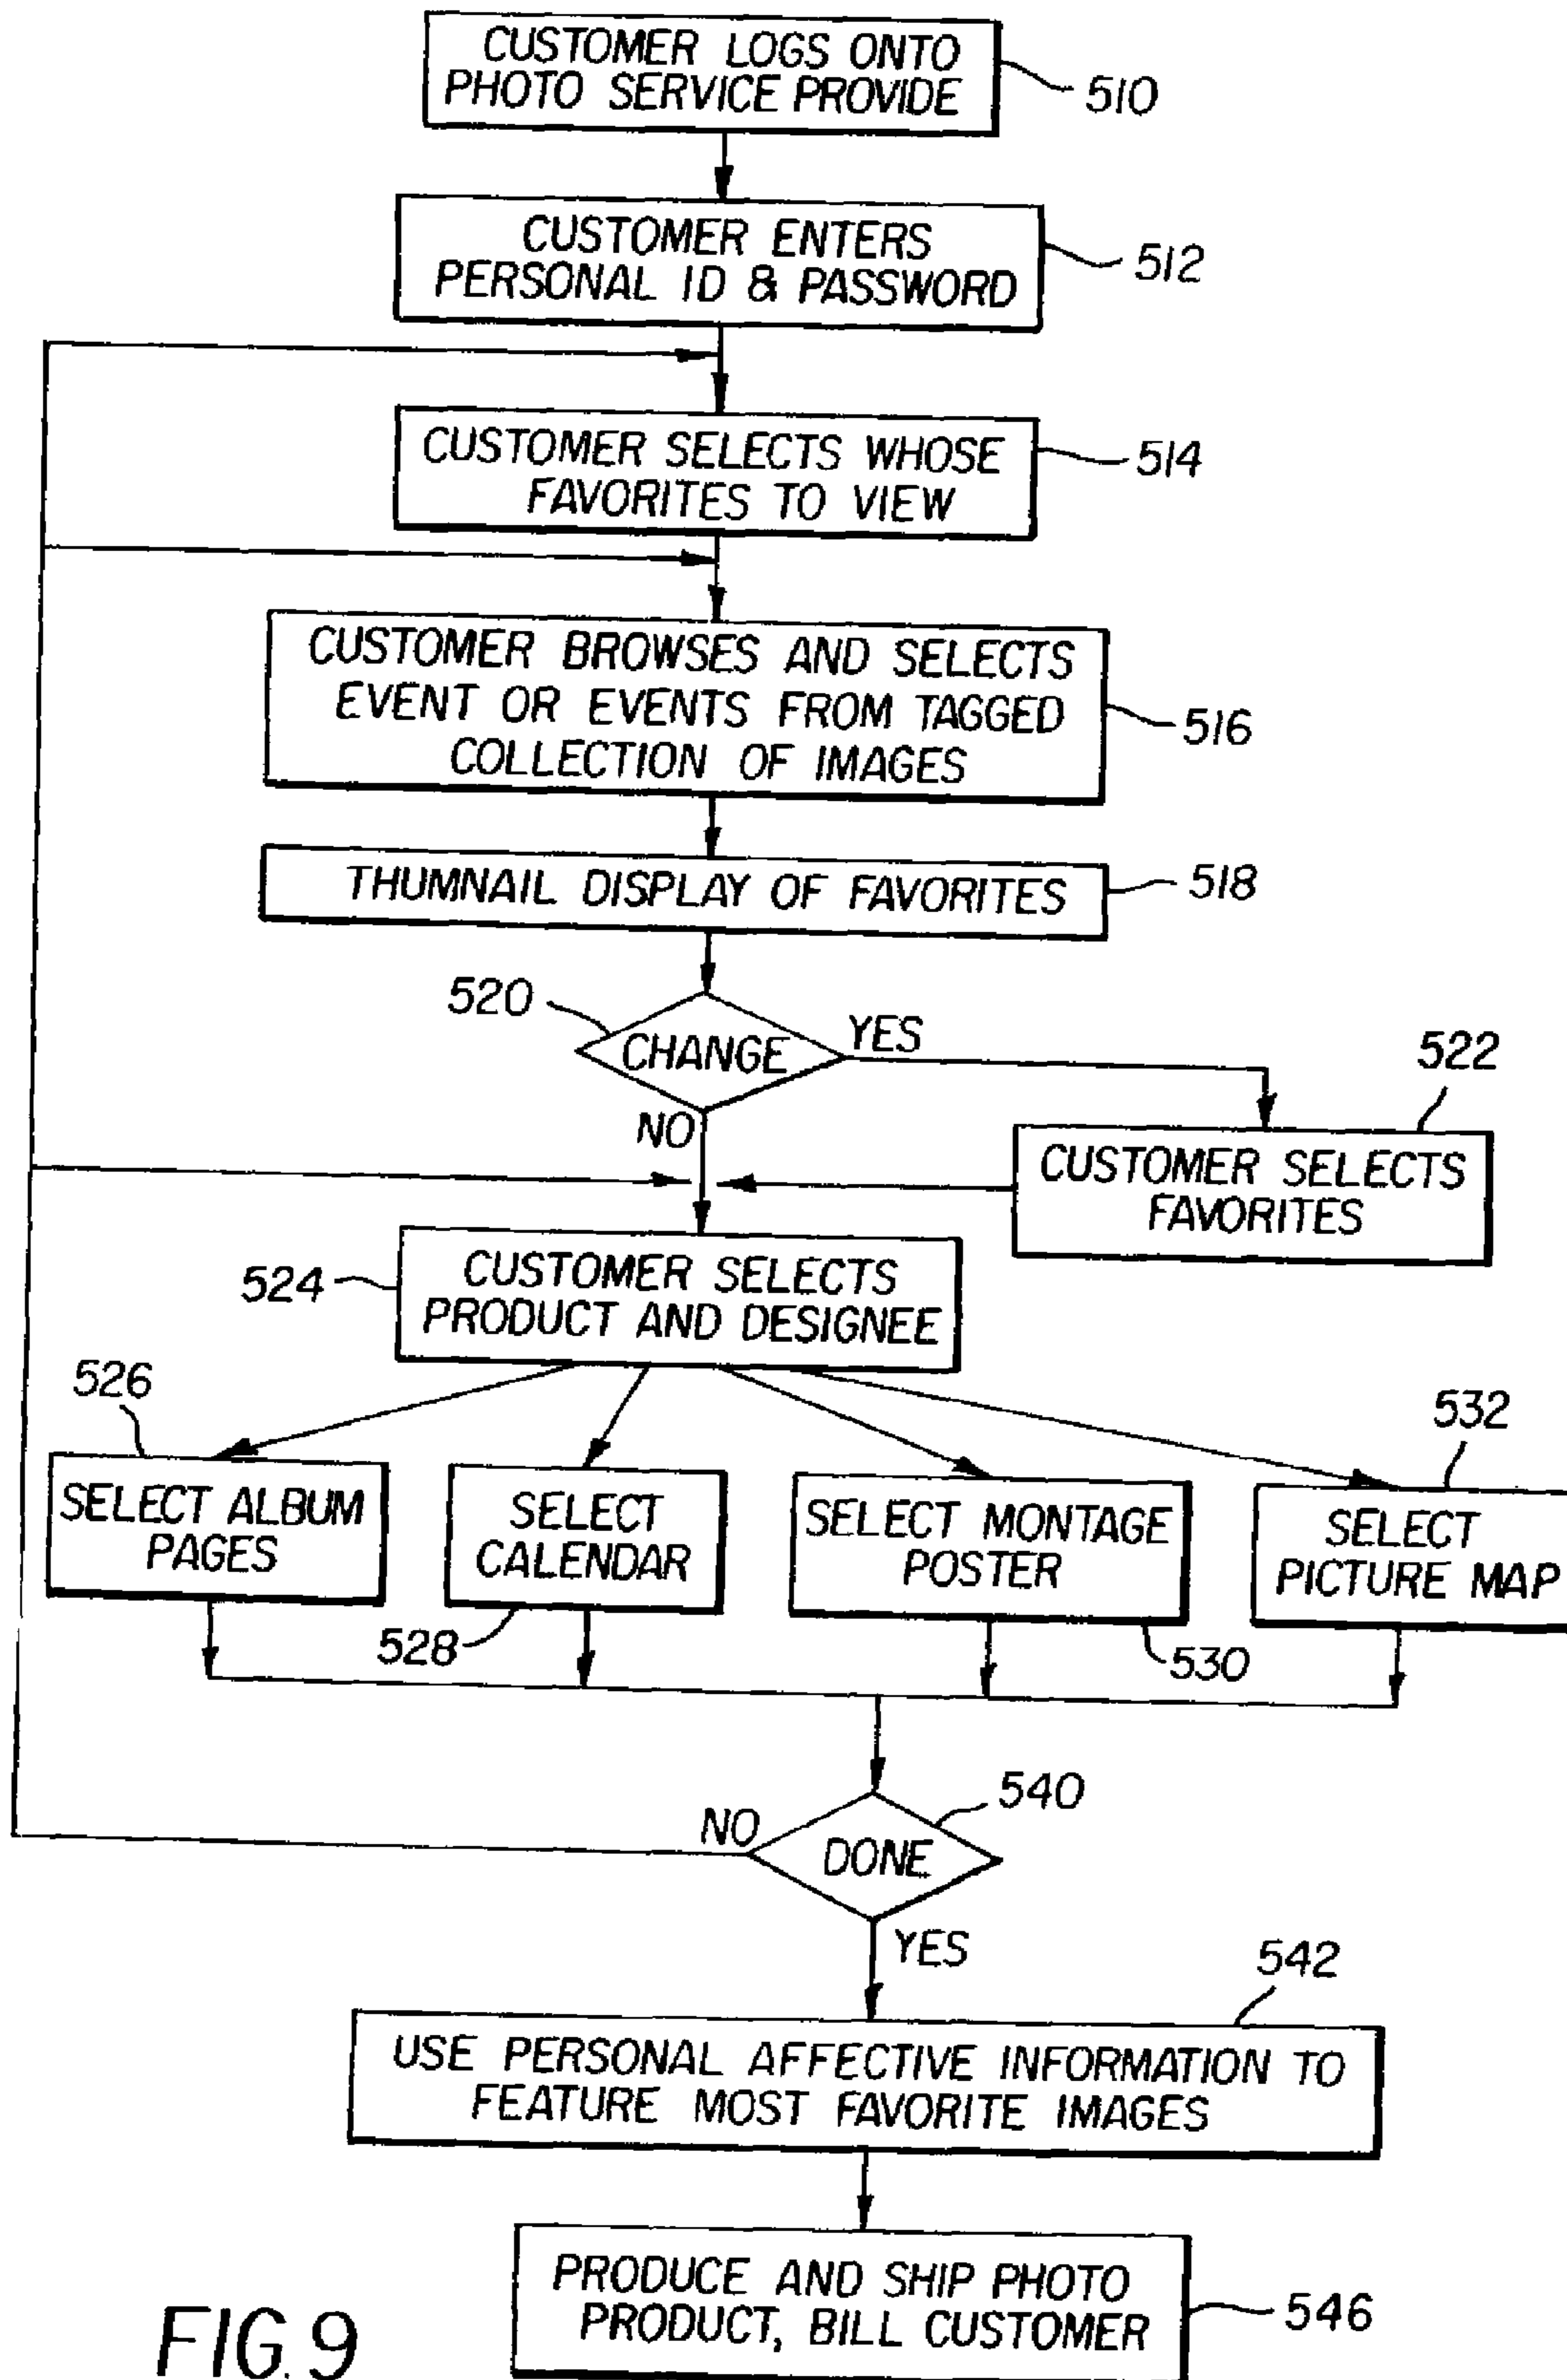 CUSTOMER LOGS ONTO
PHOTO SERVICE PROVIDE
510
CUSTOMER ENTERS
PERSONAL ID & PASSWORD
512
CUSTOMER SELECTS WHOSE
FAVORITES TO VIEW
514
CUSTOMER BROWSES AND SELECTS
EVENT OR EVENTS FROM TAGGED
COLLECTION OF IMAGES
516
THUMNAIL DISPLAY OF FAVORITES
518
520
CHANGE
YES
NO
522
CUSTOMER SELECTS
FAVORITES
524
CUSTOMER SELECTS
PRODUCT AND DESIGNEE
526
SELECT ALBUM
PAGES
SELECT
CALENDAR
528
SELECT MONTAGE
POSTER
530
532
SELECT
PICTURE MAP
540
NO
DONE
YES
542
USE PERSONAL AFFECTIVE INFORMATION TO
FEATURE MOST FAVORITE IMAGES
PRODUCE AND SHIP PHOTO
PRODUCT, BILL CUSTOMER
546
FIG. 9